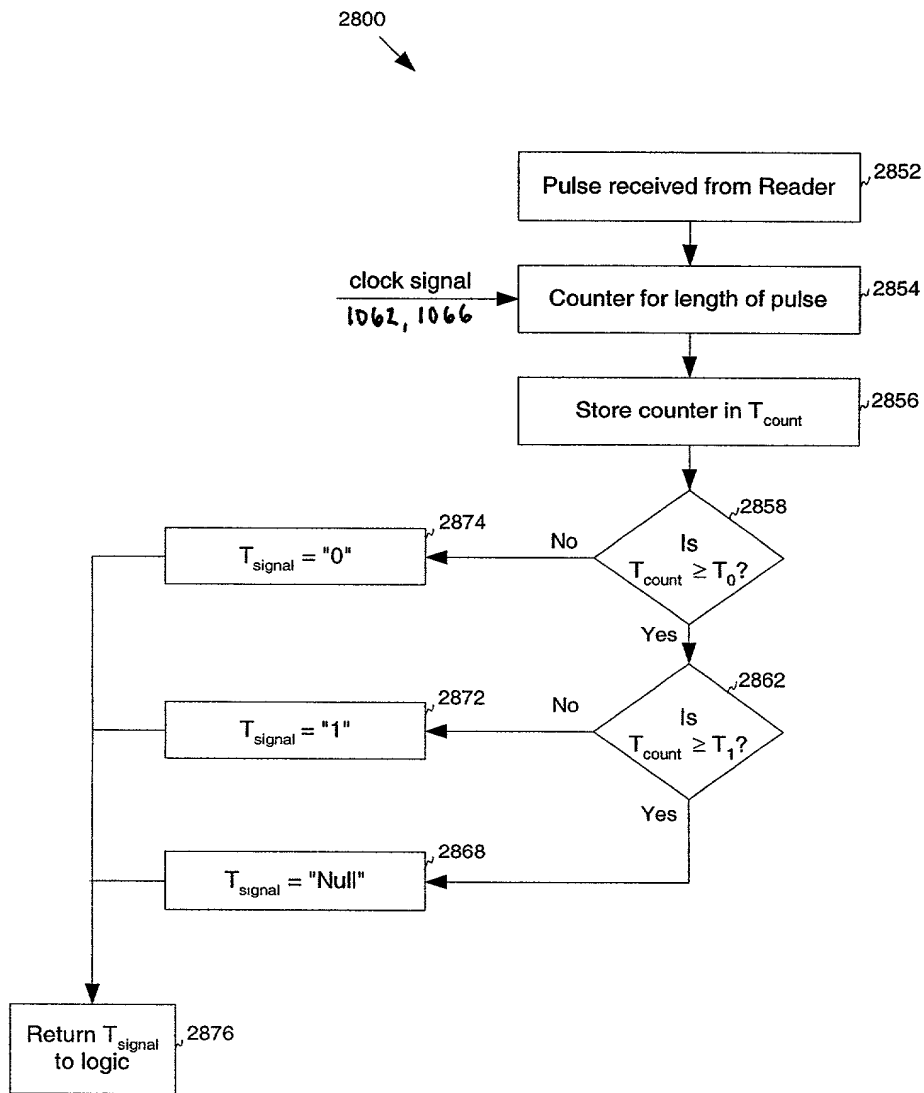 2800
Pulse received from Reader
2852
clock signal
1062, 1066
Counter for length of pulse
2854
Store counter in T_count
2856
2858
Is
T_count ≥ T_0?
No
Yes
2874
T_signal = "0"
2862
Is
T_count ≥ T_1?
No
Yes
2872
T_signal = "1"
2868
T_signal = "Null"
Return T_signal
to logic
2876